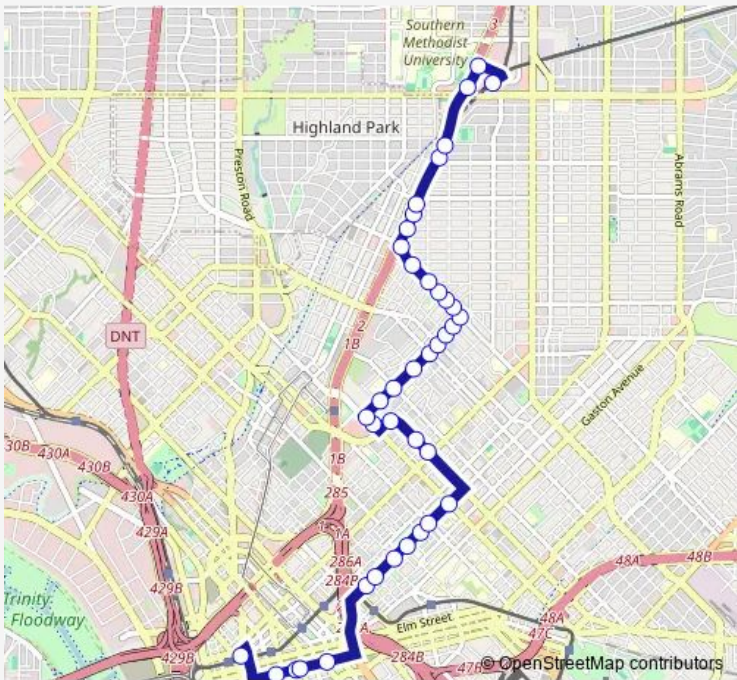 Southern
Methodist
University
3
Highland Park
Preston Road
Abrams Road
2
1B
DNT
Gaston Avenue
30B
430A
430B
430A
1B
285
429A
1A
286A
284B
48A
48B
429B
Trinity
Floodway
Elm Street
48A
47C
A
429B
284B
47B
© OpenStreetMap contributors